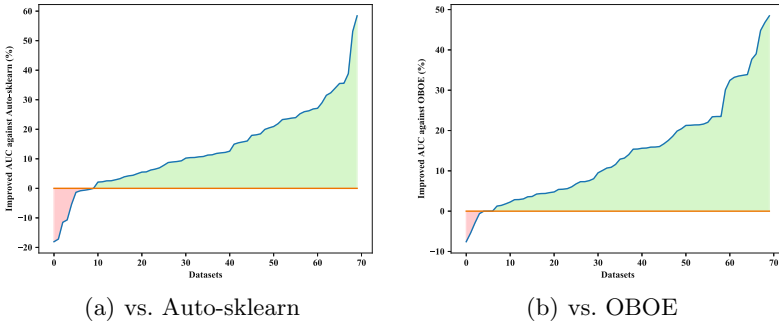 Improved AUC against Auto-sklearn (%)
60
50
40
30
20
10
0
−10
−20
0 10 20 30 40 50 60 70
Datasets
(a) vs. Auto-sklearn
Improved AUC against OBOE (%)
50
40
30
20
10
0
−10
0 10 20 30 40 50 60 70
Datasets
(b) vs. OBOE